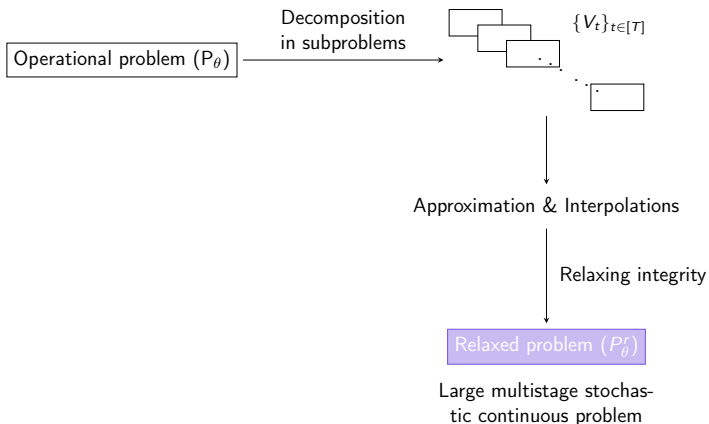 Decomposition
in subproblems
{V_t}_{t∈[T]}
Operational problem (P_θ)
Approximation & Interpolations
Relaxing integrity
Relaxed problem (P_θ^r)
Large multistage stochas-
tic continuous problem